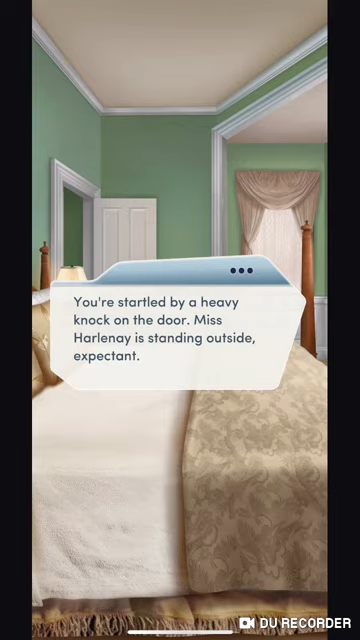 You're startled by a heavy
knock on the door. Miss
Harlenay is standing outside,
expectant.
DU RECORDER